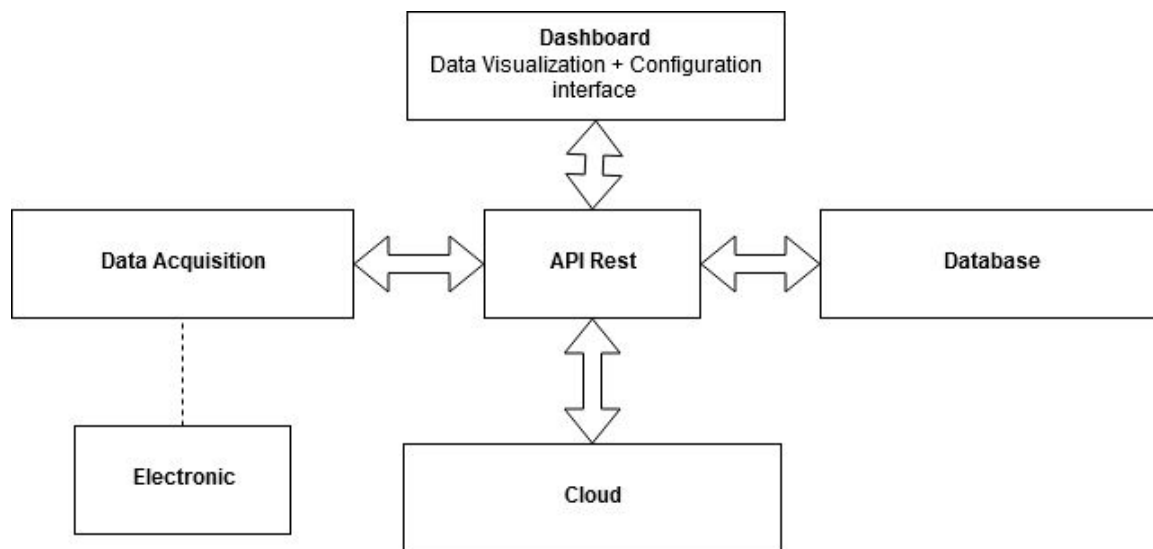 Dashboard
Data Visualization + Configuration
interface
Data Acquisition
API Rest
Database
Electronic
Cloud